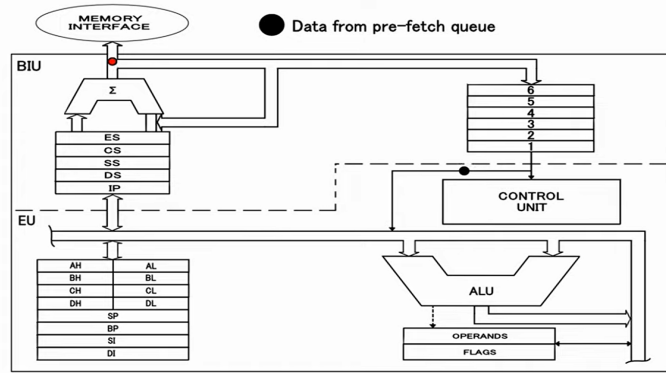 MEMORY
INTERFACE
Data from pre-fetch queue
BIU
Σ
6
5
4
3
2
1
ES
CS
SS
DS
IP
CONTROL
UNIT
EU
AH AL
BH BL
CH CL
DH DL
SP
BP
SI
DI
ALU
OPERANDS
FLAGS